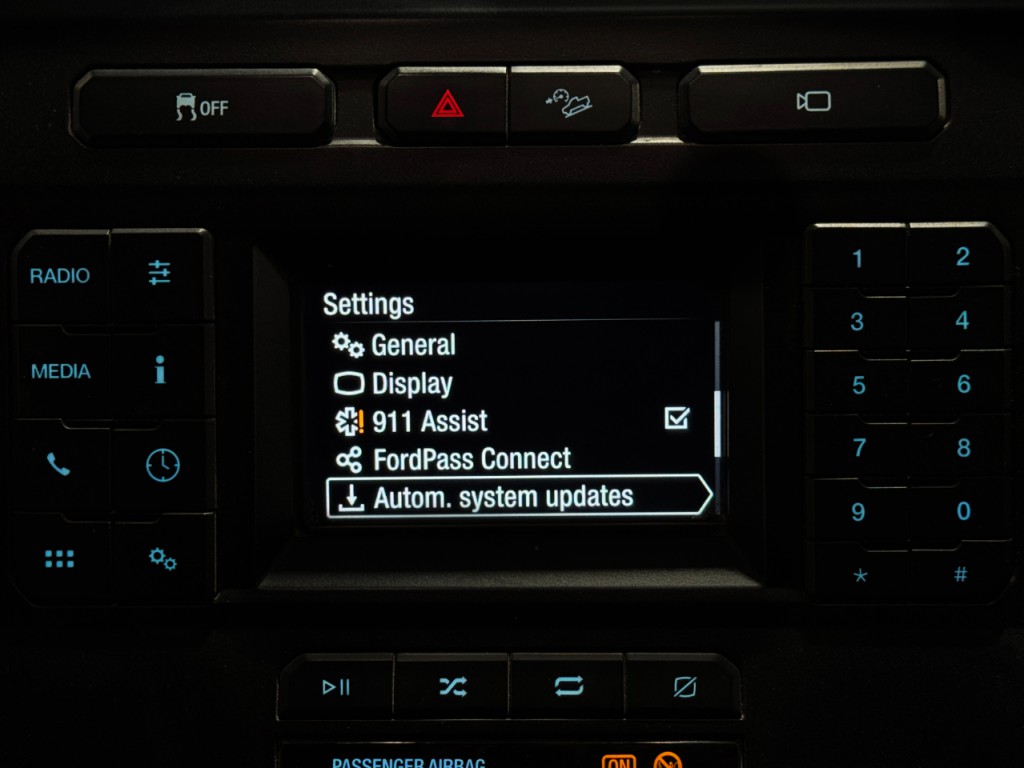 OFF
RADIO
MEDIA
Settings
General
Display
911 Assist
FordPass Connect
Autom. system updates
1 2
3 4
5 6
7 8
9 0
* #
PASSENGER AIRBAG ON